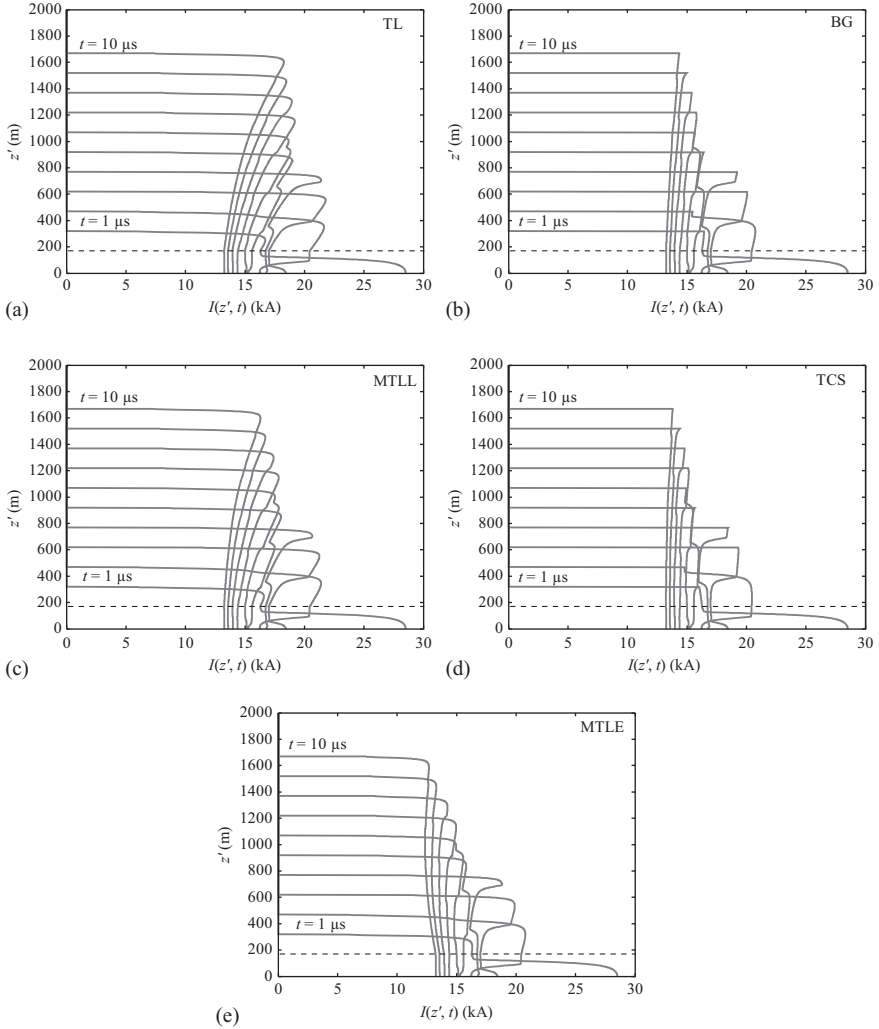 2000
1800
1600
1400
1200
1000
800
600
400
200
0
z′ (m)
t = 10 µs
t = 1 µs
TL
0 5 10 15 20 25 30
I(z′, t) (kA)
(a)
2000
1800
1600
1400
1200
1000
800
600
400
200
0
z′ (m)
t = 10 µs
t = 1 µs
BG
0 5 10 15 20 25 30
I(z′, t) (kA)
(b)
2000
1800
1600
1400
1200
1000
800
600
400
200
0
z′ (m)
t = 10 µs
t = 1 µs
MTLL
0 5 10 15 20 25 30
I(z′, t) (kA)
(c)
2000
1800
1600
1400
1200
1000
800
600
400
200
0
z′ (m)
t = 10 µs
t = 1 µs
TCS
0 5 10 15 20 25 30
I(z′, t) (kA)
(d)
2000
1800
1600
1400
1200
1000
800
600
400
200
0
z′ (m)
t = 10 µs
t = 1 µs
MTLE
0 5 10 15 20 25 30
I(z′, t) (kA)
(e)